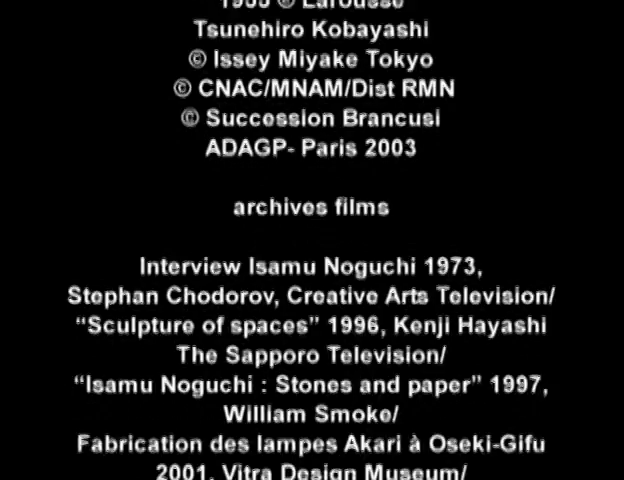 1955 © Larousse
Tsunehiro Kobayashi
© Issey Miyake Tokyo
© CNAC/MNAM/Dist RMN
© Succession Brancusi
ADAGP- Paris 2003
archives films
Interview Isamu Noguchi 1973,
Stephan Chodorov, Creative Arts Television/
“Sculpture of spaces” 1996, Kenji Hayashi
The Sapporo Television/
“Isamu Noguchi : Stones and paper” 1997,
William Smoke/
Fabrication des lampes Akari à Oseki-Gifu
2001, Vitra Design Museum/